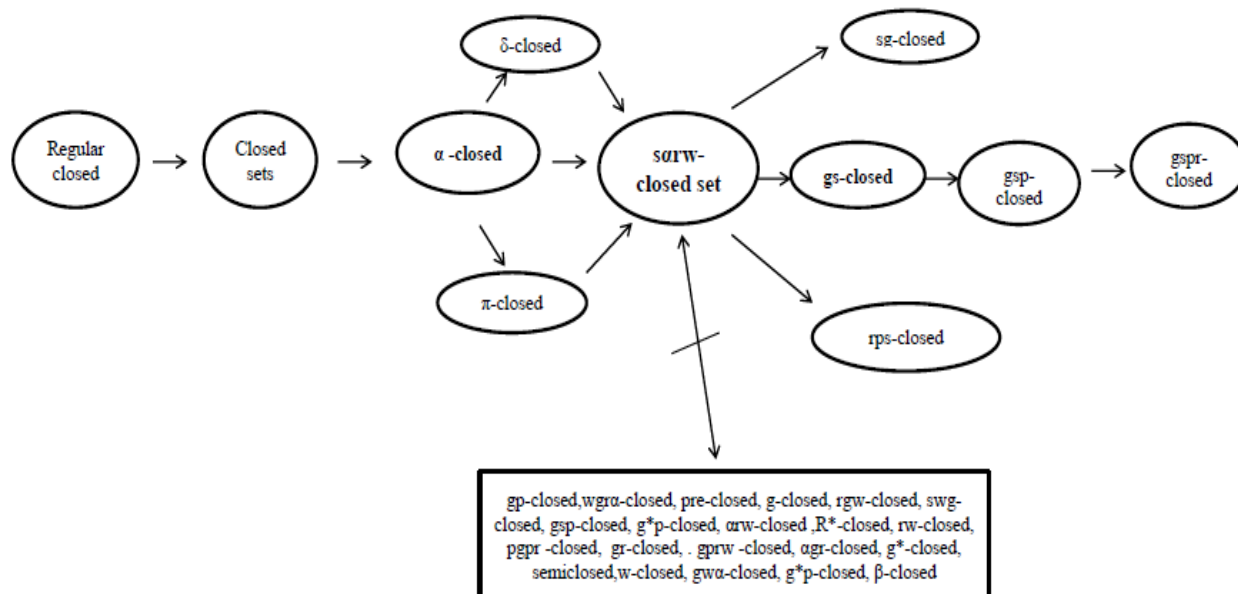 δ-closed
sg-closed
Regular
closed
Closed
sets
α -closed
sαrw-
closed set
gs-closed
gsp-
closed
gspr-
closed
π-closed
rps-closed
gp-closed,wgrα-closed, pre-closed, g-closed, rgw-closed, swg-
closed, gsp-closed, g*p-closed, αrw-closed ,R*-closed, rw-closed,
pgpr -closed, gr-closed, . gprw -closed, αgr-closed, g*-closed,
semiclosed,w-closed, gwα-closed, g*p-closed, β-closed